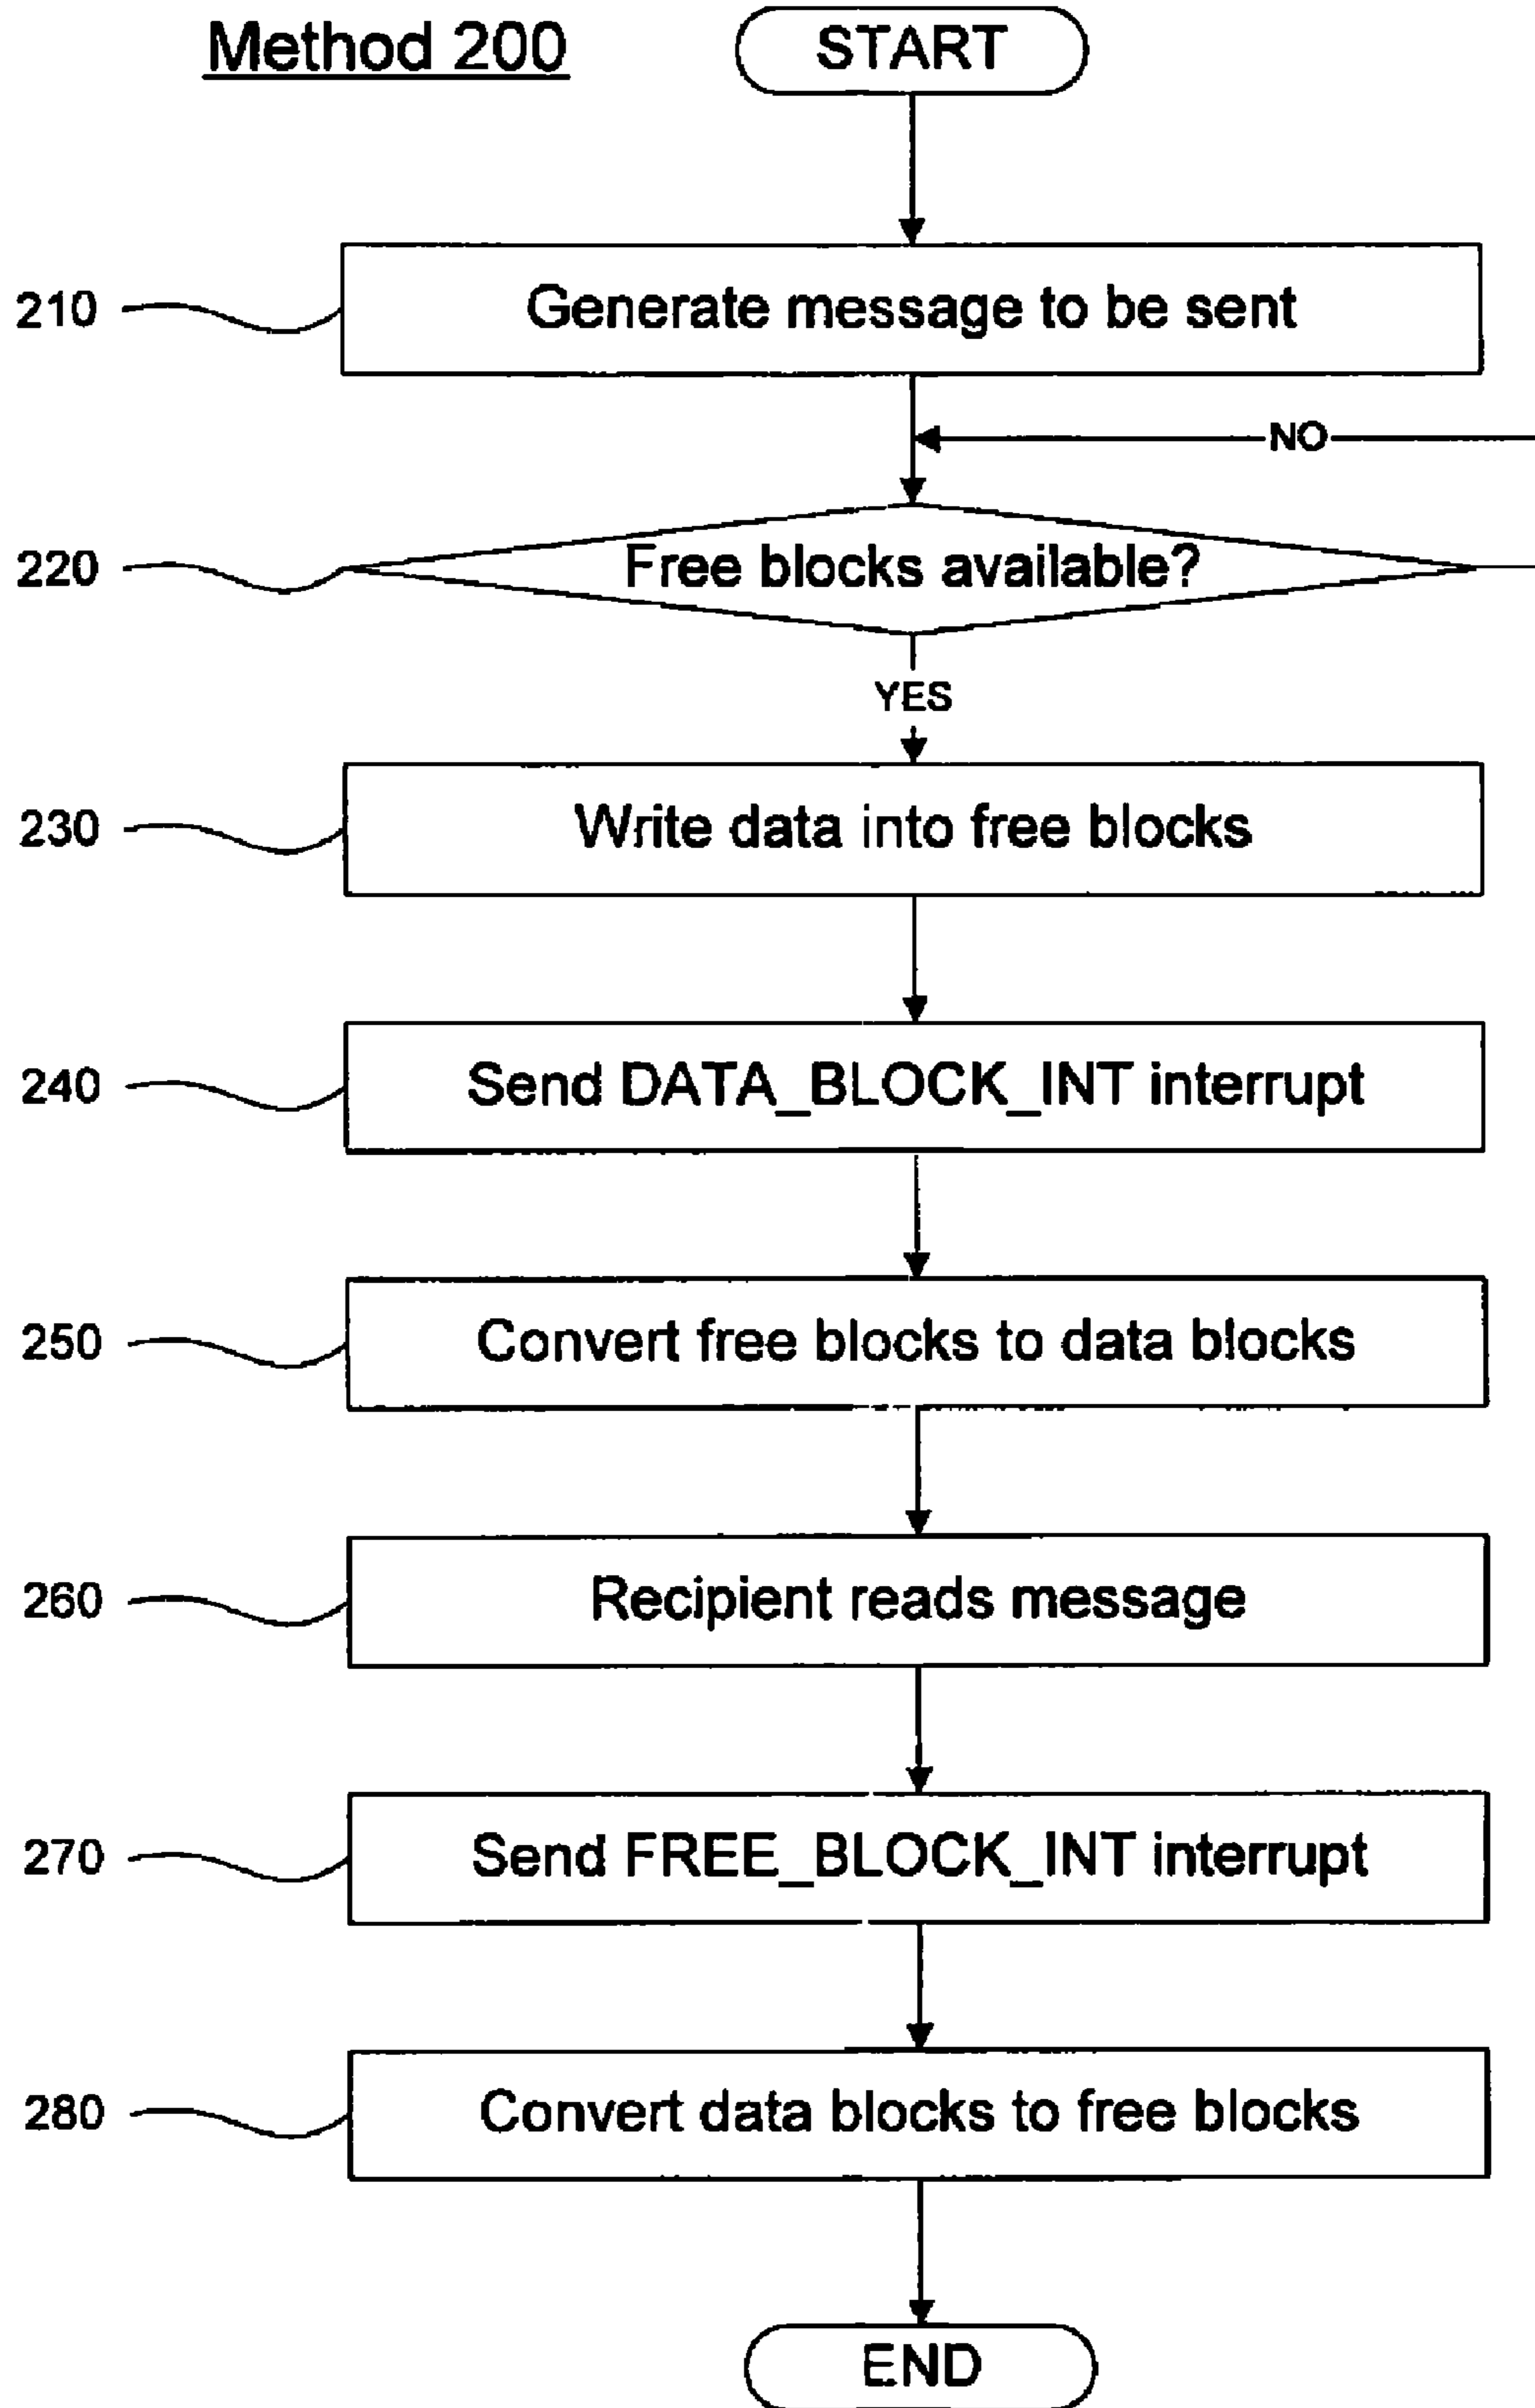 Method 200
START
210
Generate message to be sent
NO
220
Free blocks available?
YES
230
Write data into free blocks
240
Send DATA_BLOCK_INT interrupt
250
Convert free blocks to data blocks
260
Recipient reads message
270
Send FREE_BLOCK_INT interrupt
280
Convert data blocks to free blocks
END